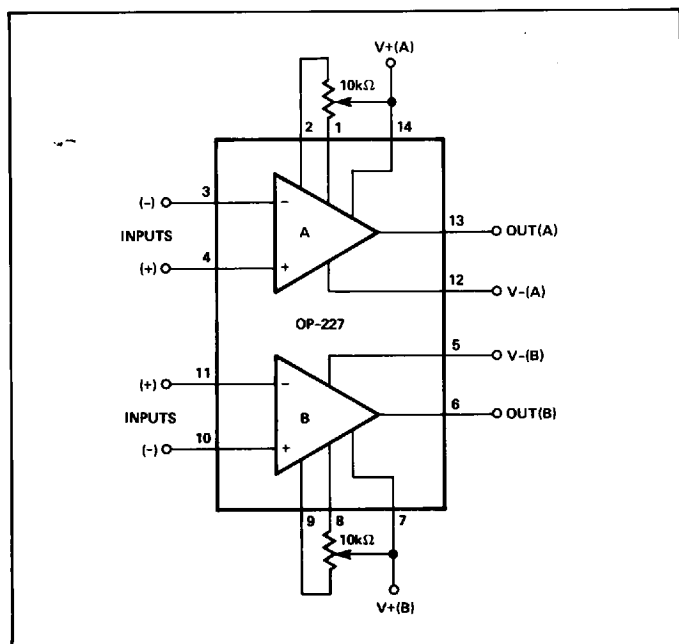 V+(A)
10kΩ
2 1 14
(-) 3 -
INPUTS A 13 OUT(A)
(+) 4 +
12 V-(A)
OP-227
5 V-(B)
(+) 11 -
INPUTS B 6 OUT(B)
(-) 10 +
9 8 7
10kΩ
V+(B)